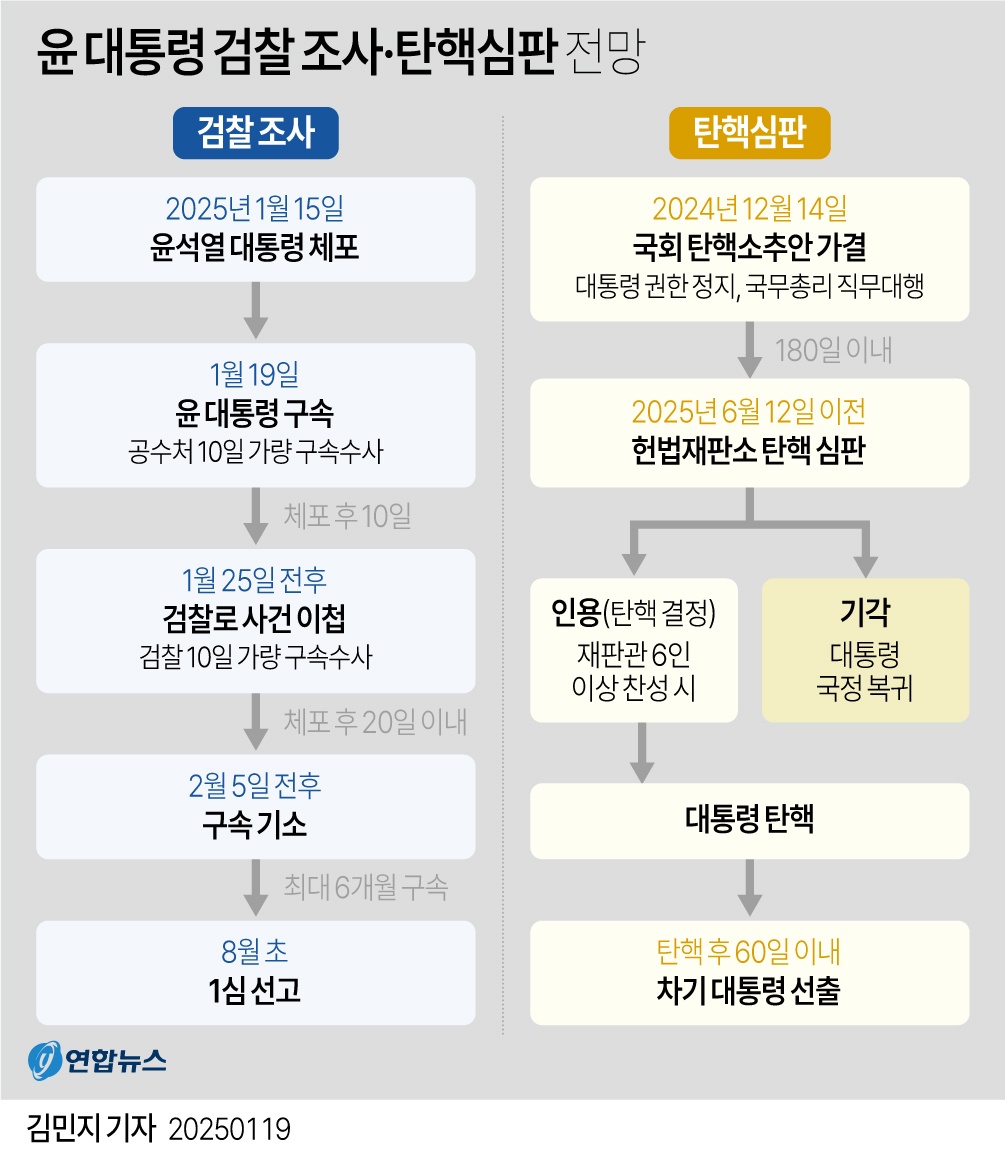 윤 대통령 검찰 조사·탄핵심판 전망
검찰 조사
2025년 1월 15일
윤석열 대통령 체포
1월 19일
윤 대통령 구속
공수처 10일 가량 구속수사
체포 후 10일
1월 25일 전후
검찰로 사건 이첩
검찰 10일 가량 구속수사
체포 후 20일 이내
2월 5일 전후
구속 기소
최대 6개월 구속
8월 초
1심 선고
탄핵심판
2024년 12월 14일
국회 탄핵소추안 가결
대통령 권한 정지, 국무총리 직무대행
180일 이내
2025년 6월 12일 이전
헌법재판소 탄핵 심판
인용(탄핵 결정)
재판관 6인
이상 찬성 시
기각
대통령
국정 복귀
대통령 탄핵
탄핵 후 60일 이내
차기 대통령 선출
연합뉴스
김민지 기자 20250119